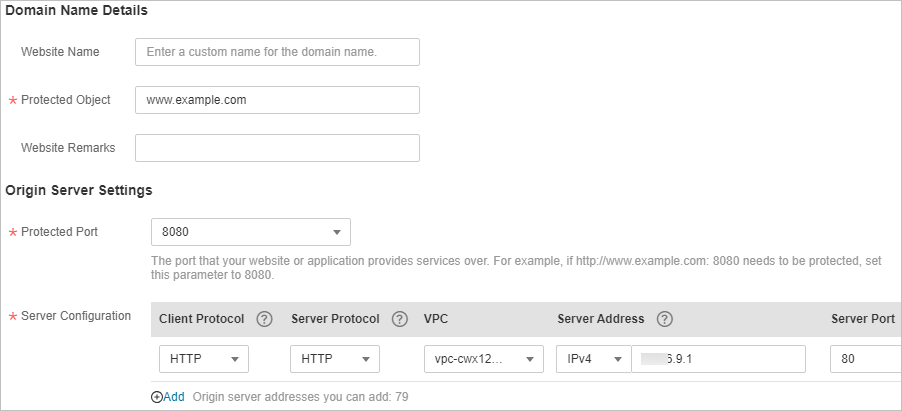 Domain Name Details
Website Name
Enter a custom name for the domain name.
* Protected Object
www.example.com
Website Remarks
Origin Server Settings
* Protected Port
8080
The port that your website or application provides services over. For example, if http://www.example.com: 8080 needs to be protected, set
this parameter to 8080.
* Server Configuration
Client Protocol ? Server Protocol ? VPC Server Address ? Server Port
HTTP HTTP vpc-cwx12... IPv4 6.9.1 80
Add Origin server addresses you can add: 79